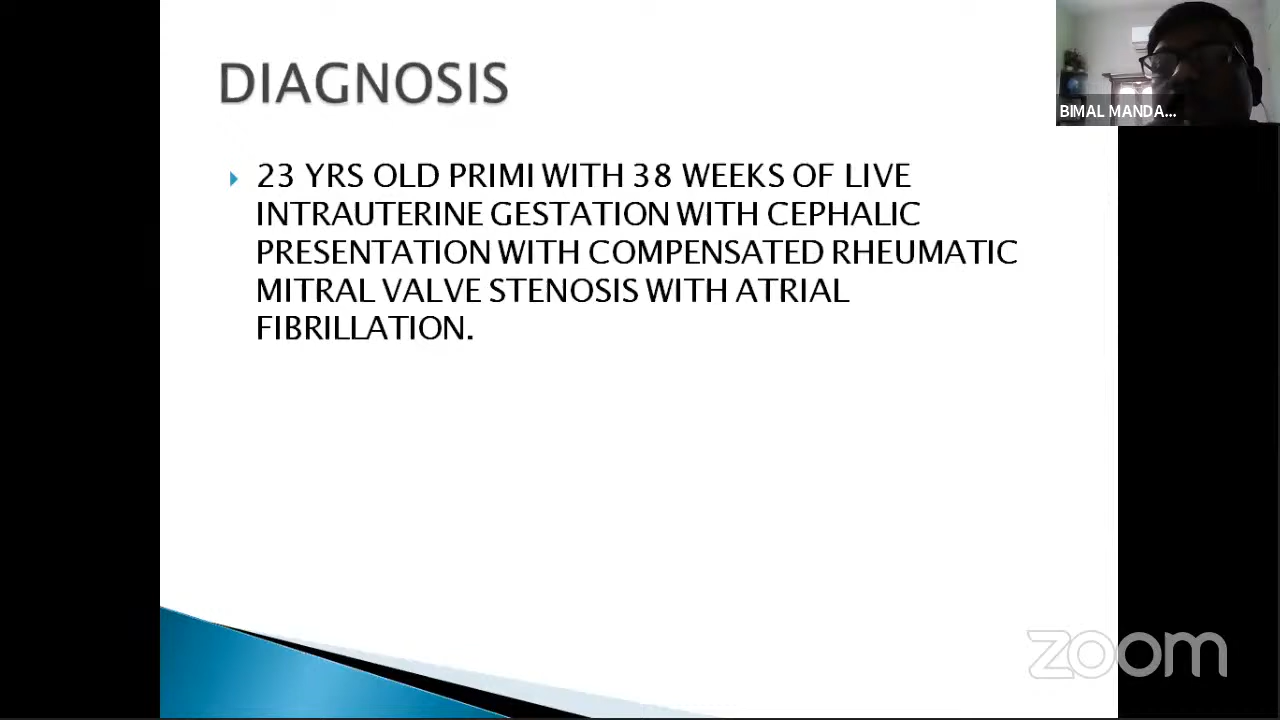 DIAGNOSIS
BIMAL MANDA...
23 YRS OLD PRIMI WITH 38 WEEKS OF LIVE
INTRAUTERINE GESTATION WITH CEPHALIC
PRESENTATION WITH COMPENSATED RHEUMATIC
MITRAL VALVE STENOSIS WITH ATRIAL
FIBRILLATION.
zoom